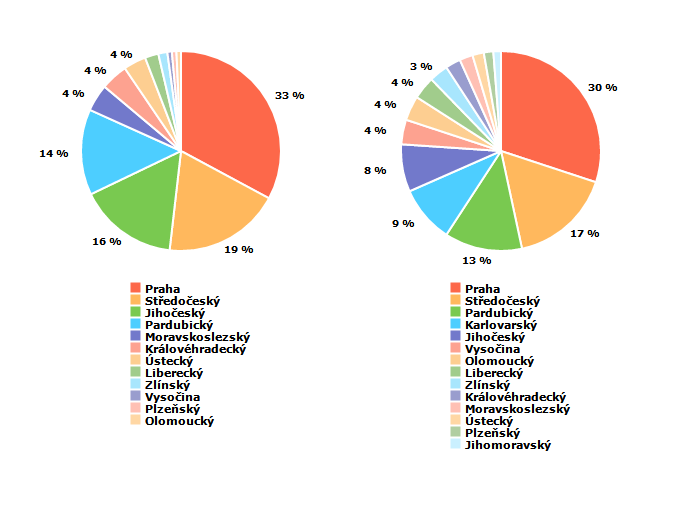 4 %
4 %
4 %
14 %
16 %
19 %
33 %
Praha
Středočeský
Jihočeský
Pardubický
Moravskoslezský
Královéhradecký
Ústecký
Liberecký
Zlínský
Vysočina
Plzeňský
Olomoucký
3 %
4 %
4 %
4 %
8 %
9 %
13 %
17 %
30 %
Praha
Středočeský
Pardubický
Karlovarský
Jihočeský
Vysočina
Olomoucký
Liberecký
Zlínský
Královéhradecký
Moravskoslezský
Ústecký
Plzeňský
Jihomoravský